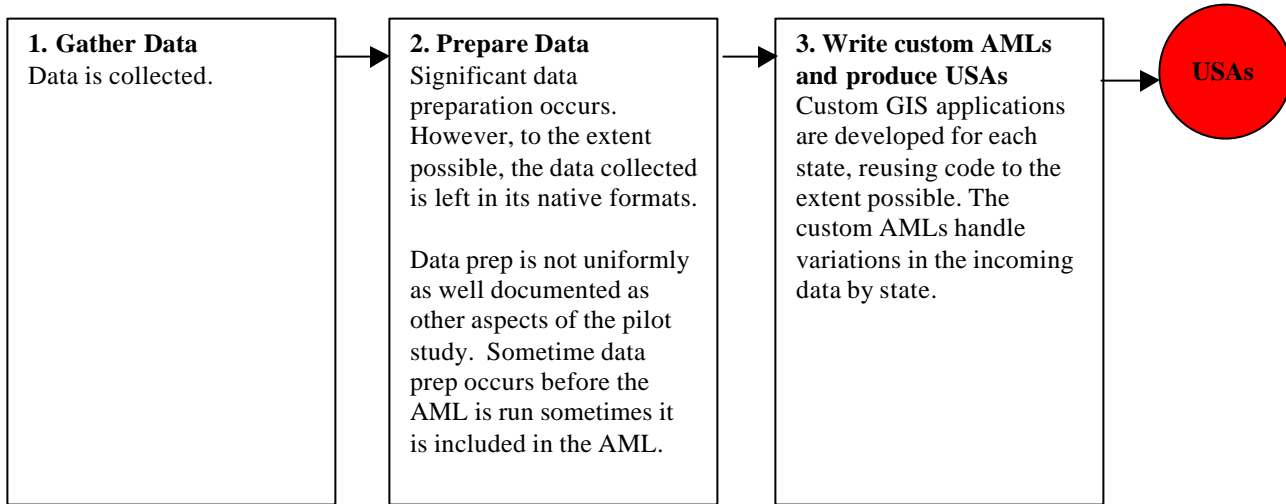 1. Gather Data
Data is collected.
2. Prepare Data
Significant data
preparation occurs.
However, to the extent
possible, the data collected
is left in its native formats.
Data prep is not uniformly
as well documented as
other aspects of the pilot
study.  Sometime data
prep occurs before the
AML is run sometimes it
is included in the AML.
3. Write custom AMLs
and produce USAs
Custom GIS applications
are developed for each
state, reusing code to the
extent possible. The
custom AMLs handle
variations in the incoming
data by state.
USAs